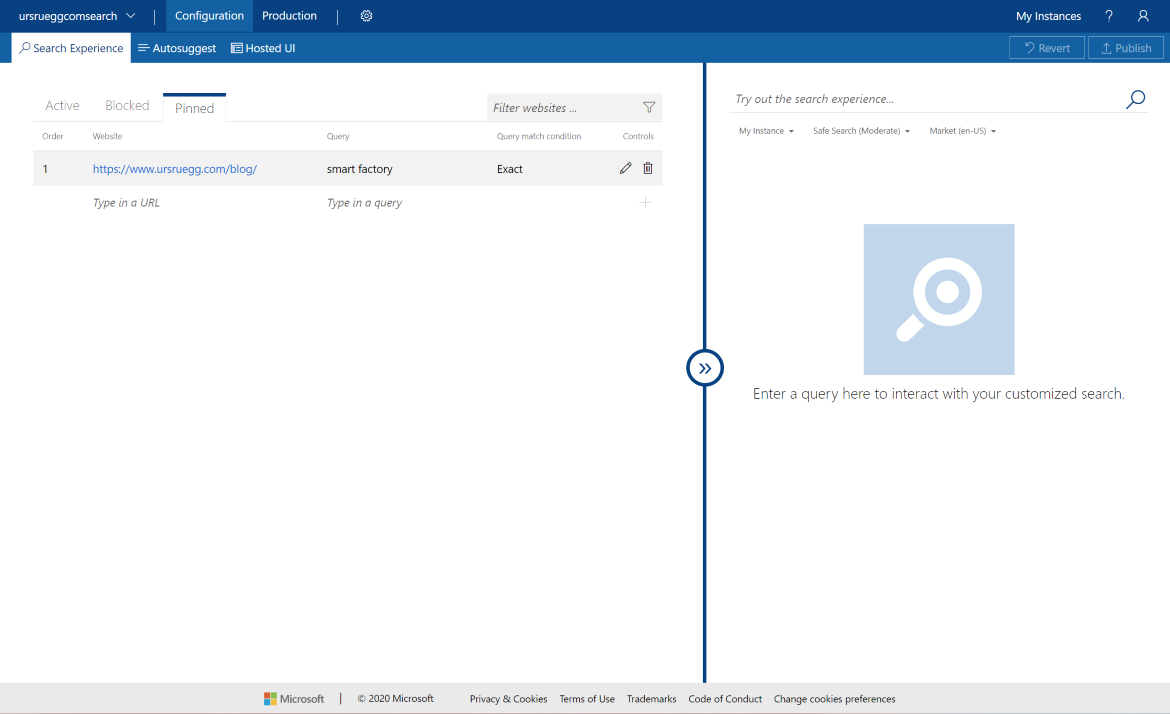 ursrueggcomsearch Configuration Production My Instances ?
Search Experience Autosuggest Hosted UI Revert Publish
Active Blocked Pinned Filter websites ...
Order Website Query Query match condition Controls
1 https://www.ursruegg.com/blog/ smart factory Exact
Type in a URL Type in a query
Try out the search experience...
My Instance Safe Search (Moderate) Market (en-US)
Enter a query here to interact with your customized search.
Microsoft | © 2020 Microsoft Privacy & Cookies Terms of Use Trademarks Code of Conduct Change cookies preferences